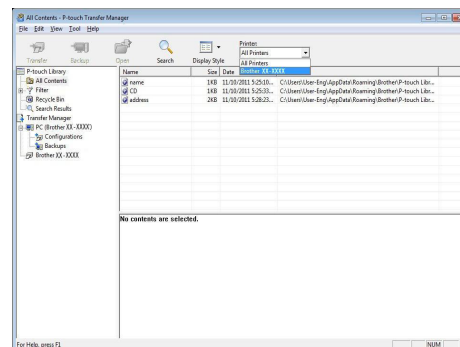 All Contents - P-touch Transfer Manager
File Edit View Tool Help
Transfer Backup Open Search Display Style
Printer:
All Printers
All Printers
Brother XX-XXXX
P-touch Library
All Contents
Filter
Recycle Bin
Search Results
Transfer Manager
PC (Brother XX-XXXX)
Configurations
Backups
Brother XX-XXXX
Name Size Date
name 1KB 11/10/2011 5:25:10... C:\Users\User-Eng\AppData\Roaming\Brother\P-touch Libr...
CD 1KB 11/10/2011 5:25:33... C:\Users\User-Eng\AppData\Roaming\Brother\P-touch Libr...
address 2KB 11/10/2011 5:28:23... C:\Users\User-Eng\AppData\Roaming\Brother\P-touch Libr...
No contents are selected.
For Help, press F1
NUM